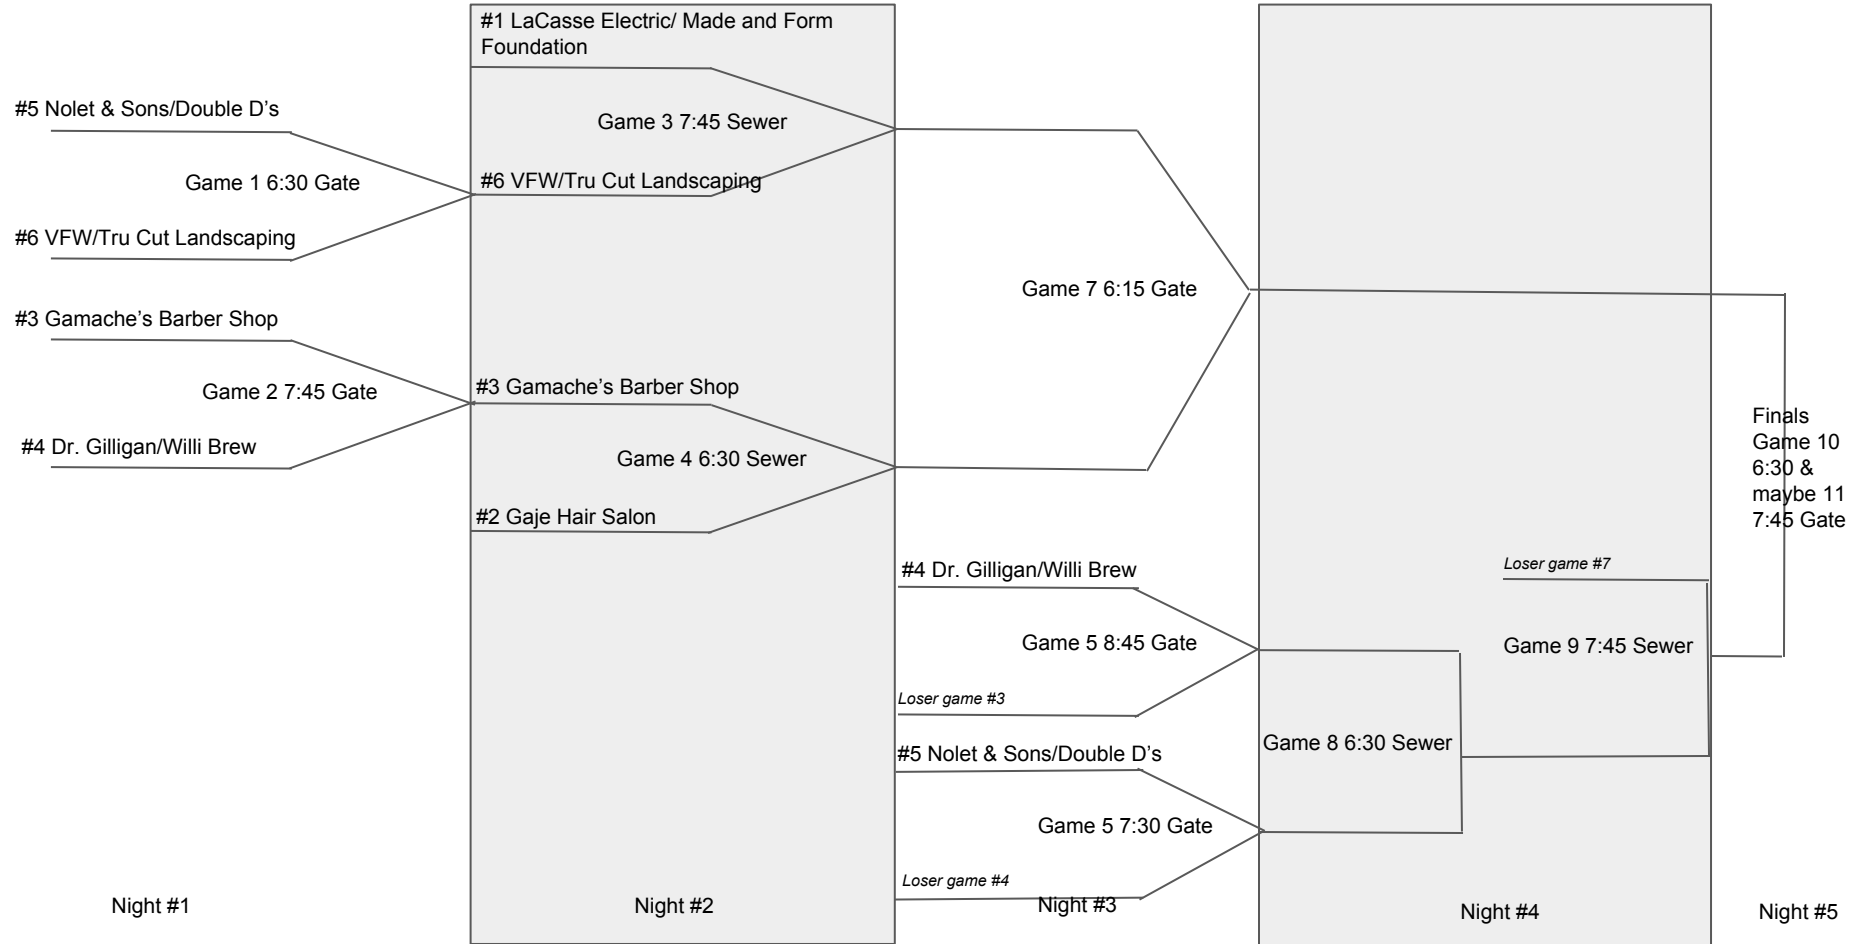 #1 LaCasse Electric/ Made and Form
Foundation
#5 Nolet & Sons/Double D’s
Game 3 7:45 Sewer
Game 1 6:30 Gate
#6 VFW/Tru Cut Landscaping
#6 VFW/Tru Cut Landscaping
Game 7 6:15 Gate
#3 Gamache’s Barber Shop
#3 Gamache’s Barber Shop
Game 2 7:45 Gate
Finals
Game 10
6:30 &
maybe 11
7:45 Gate
#4 Dr. Gilligan/Willi Brew
Game 4 6:30 Sewer
#2 Gaje Hair Salon
Loser game #7
#4 Dr. Gilligan/Willi Brew
Game 5 8:45 Gate
Game 9 7:45 Sewer
Loser game #3
Game 8 6:30 Sewer
#5 Nolet & Sons/Double D’s
Game 5 7:30 Gate
Loser game #4
Night #1
Night #2
Night #3
Night #4
Night #5